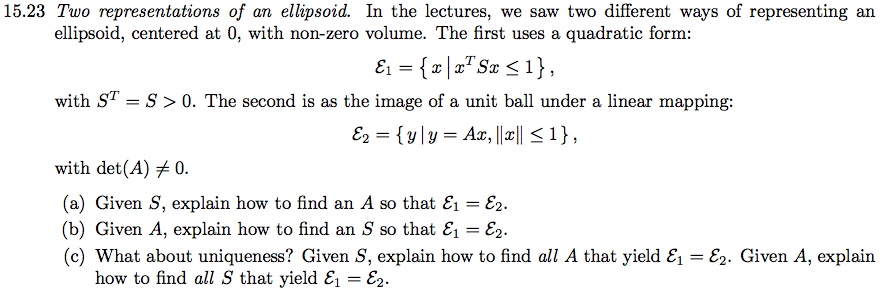 15.23 Two representations of an ellipsoid. In the lectures, we saw two different ways of representing an
ellipsoid, centered at 0, with non-zero volume. The first uses a quadratic form:
ℰ₁ = { x | xᵀSx ≤ 1 } ,
with Sᵀ = S > 0. The second is as the image of a unit ball under a linear mapping:
ℰ₂ = { y | y = Ax, ‖x‖ ≤ 1 } ,
with det(A) ≠ 0.
(a) Given S, explain how to find an A so that ℰ₁ = ℰ₂.
(b) Given A, explain how to find an S so that ℰ₁ = ℰ₂.
(c) What about uniqueness? Given S, explain how to find all A that yield ℰ₁ = ℰ₂. Given A, explain
how to find all S that yield ℰ₁ = ℰ₂.